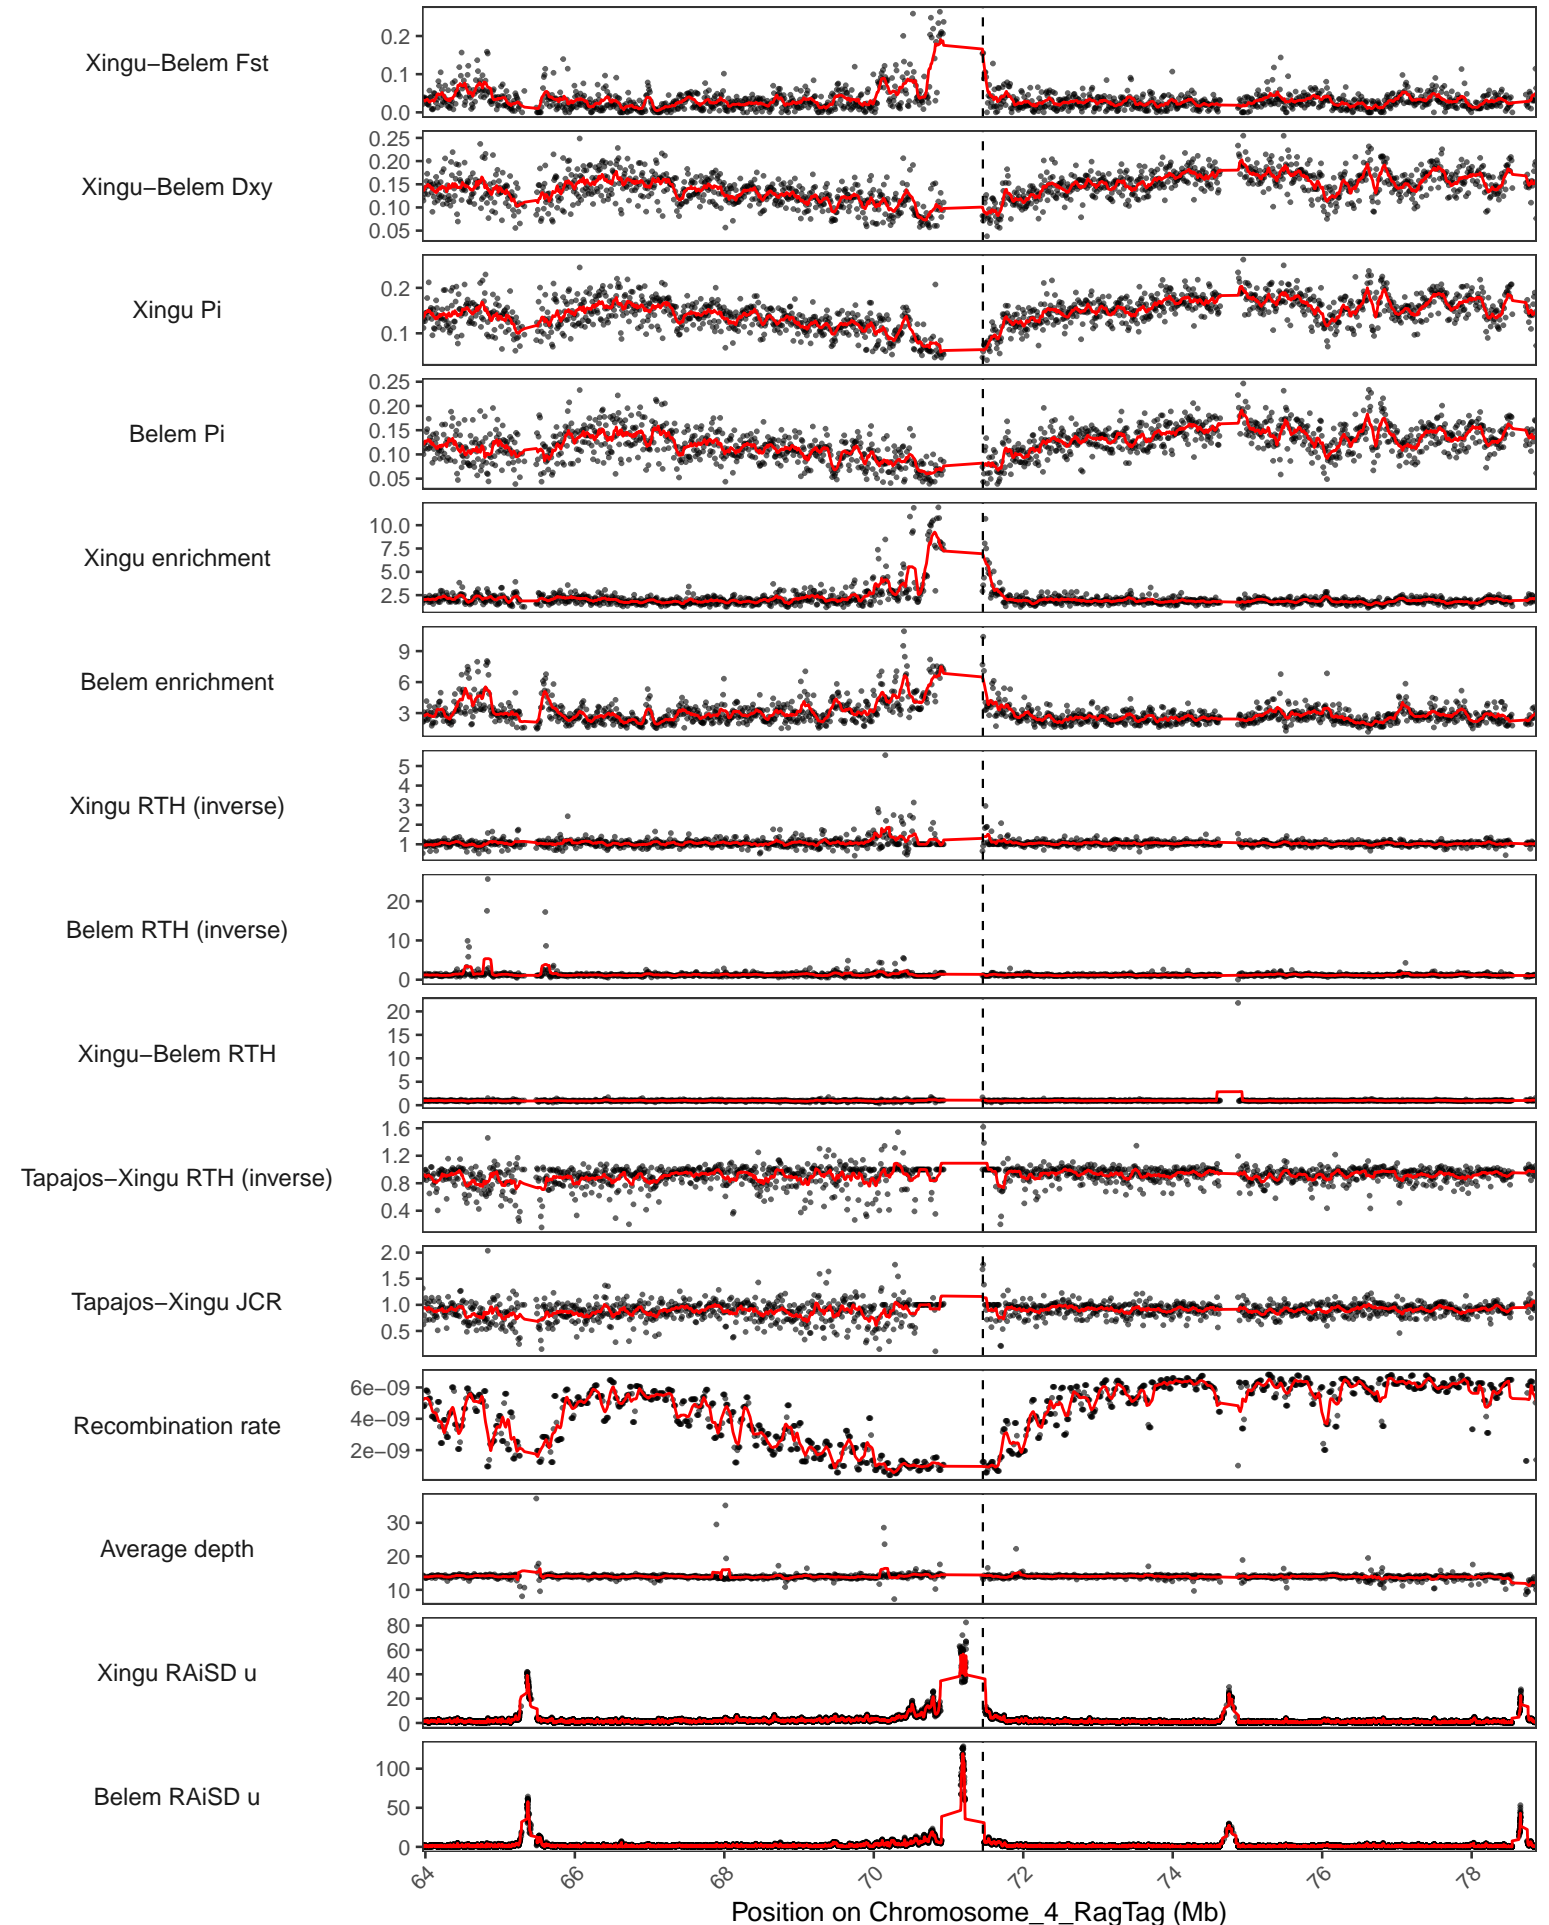 Xingu−Belem Fst
0.2
0.1
0.0
Xingu−Belem Dxy
0.25
0.20
0.15
0.10
0.05
Xingu Pi
0.2
0.1
Belem Pi
0.25
0.20
0.15
0.10
0.05
Xingu enrichment
10.0
7.5
5.0
2.5
Belem enrichment
9
6
3
Xingu RTH (inverse)
5
4
3
2
1
Belem RTH (inverse)
20
10
0
Xingu−Belem RTH
20
15
10
5
0
Tapajos−Xingu RTH (inverse)
1.6
1.2
0.8
0.4
Tapajos−Xingu JCR
2.0
1.5
1.0
0.5
Recombination rate
6e−09
4e−09
2e−09
Average depth
30
20
10
Xingu RAiSD u
80
60
40
20
0
Belem RAiSD u
100
50
0
64 66 68 70 72 74 76 78
Position on Chromosome_4_RagTag (Mb)